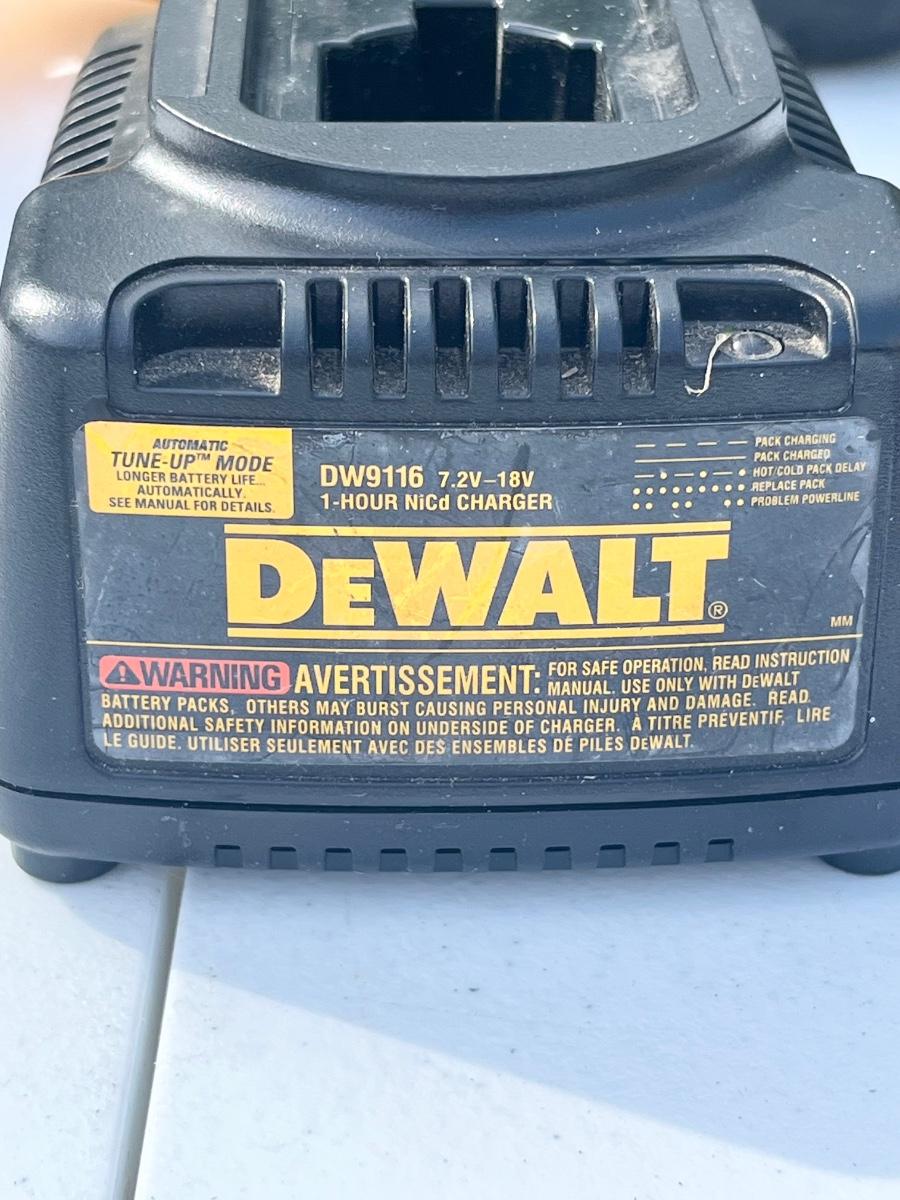 AUTOMATIC
TUNE-UP™ MODE
LONGER BATTERY LIFE...
AUTOMATICALLY.
SEE MANUAL FOR DETAILS.
DW9116 7.2V–18V
1-HOUR NiCd CHARGER
PACK CHARGING
PACK CHARGED
HOT/COLD PACK DELAY
REPLACE PACK
PROBLEM POWERLINE
DEWALT®
MM
WARNING AVERTISSEMENT: FOR SAFE OPERATION, READ INSTRUCTION
MANUAL. USE ONLY WITH DEWALT
BATTERY PACKS, OTHERS MAY BURST CAUSING PERSONAL INJURY AND DAMAGE. READ
ADDITIONAL SAFETY INFORMATION ON UNDERSIDE OF CHARGER. À TITRE PRÉVENTIF, LIRE
LE GUIDE. UTILISER SEULEMENT AVEC DES ENSEMBLES DE PILES DEWALT.